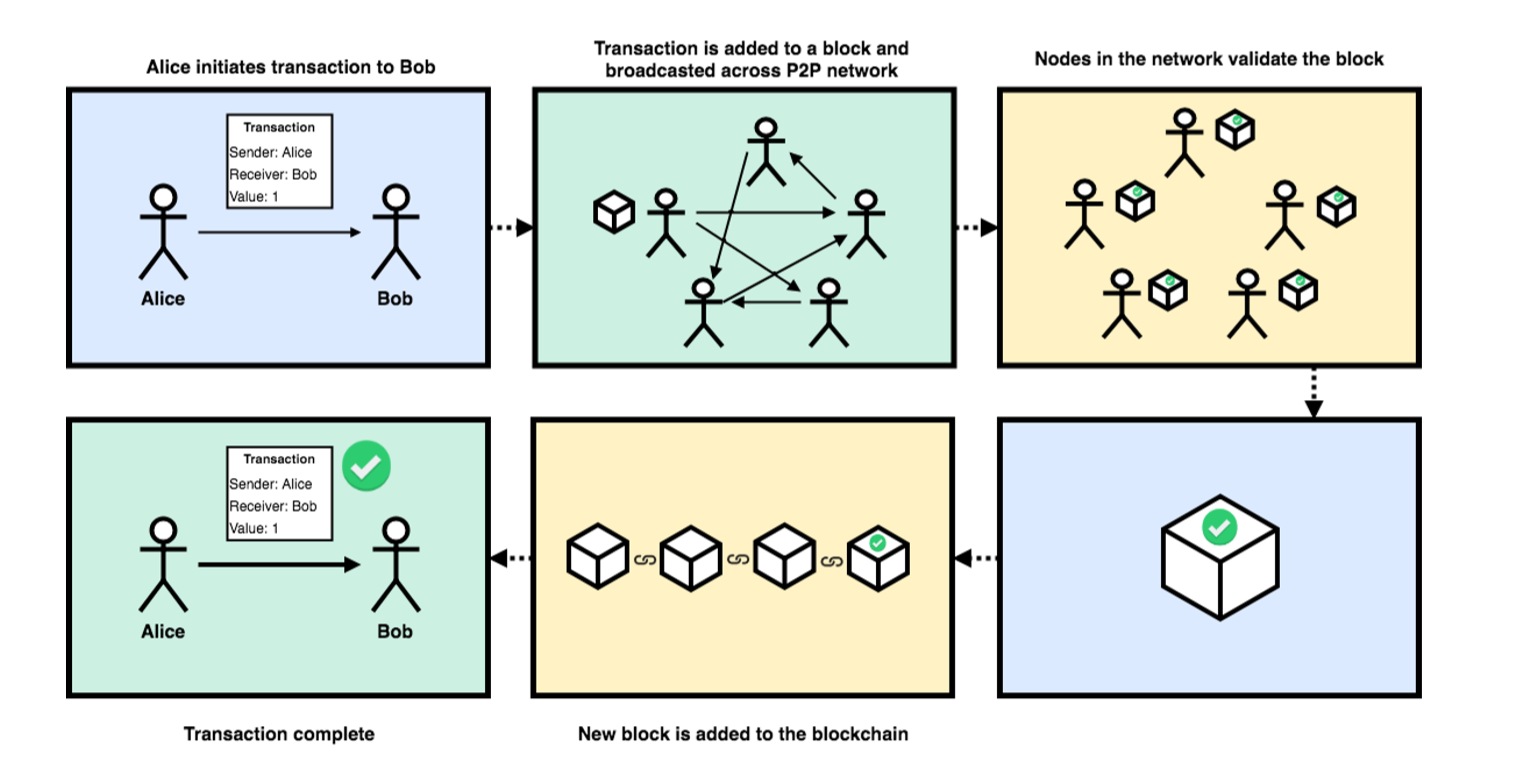 Alice initiates transaction to Bob
Transaction is added to a block and
broadcasted across P2P network
Nodes in the network validate the block
Transaction
Sender: Alice
Receiver: Bob
Value: 1
Alice
Bob
Transaction
Sender: Alice
Receiver: Bob
Value: 1
Alice
Bob
Transaction complete
New block is added to the blockchain